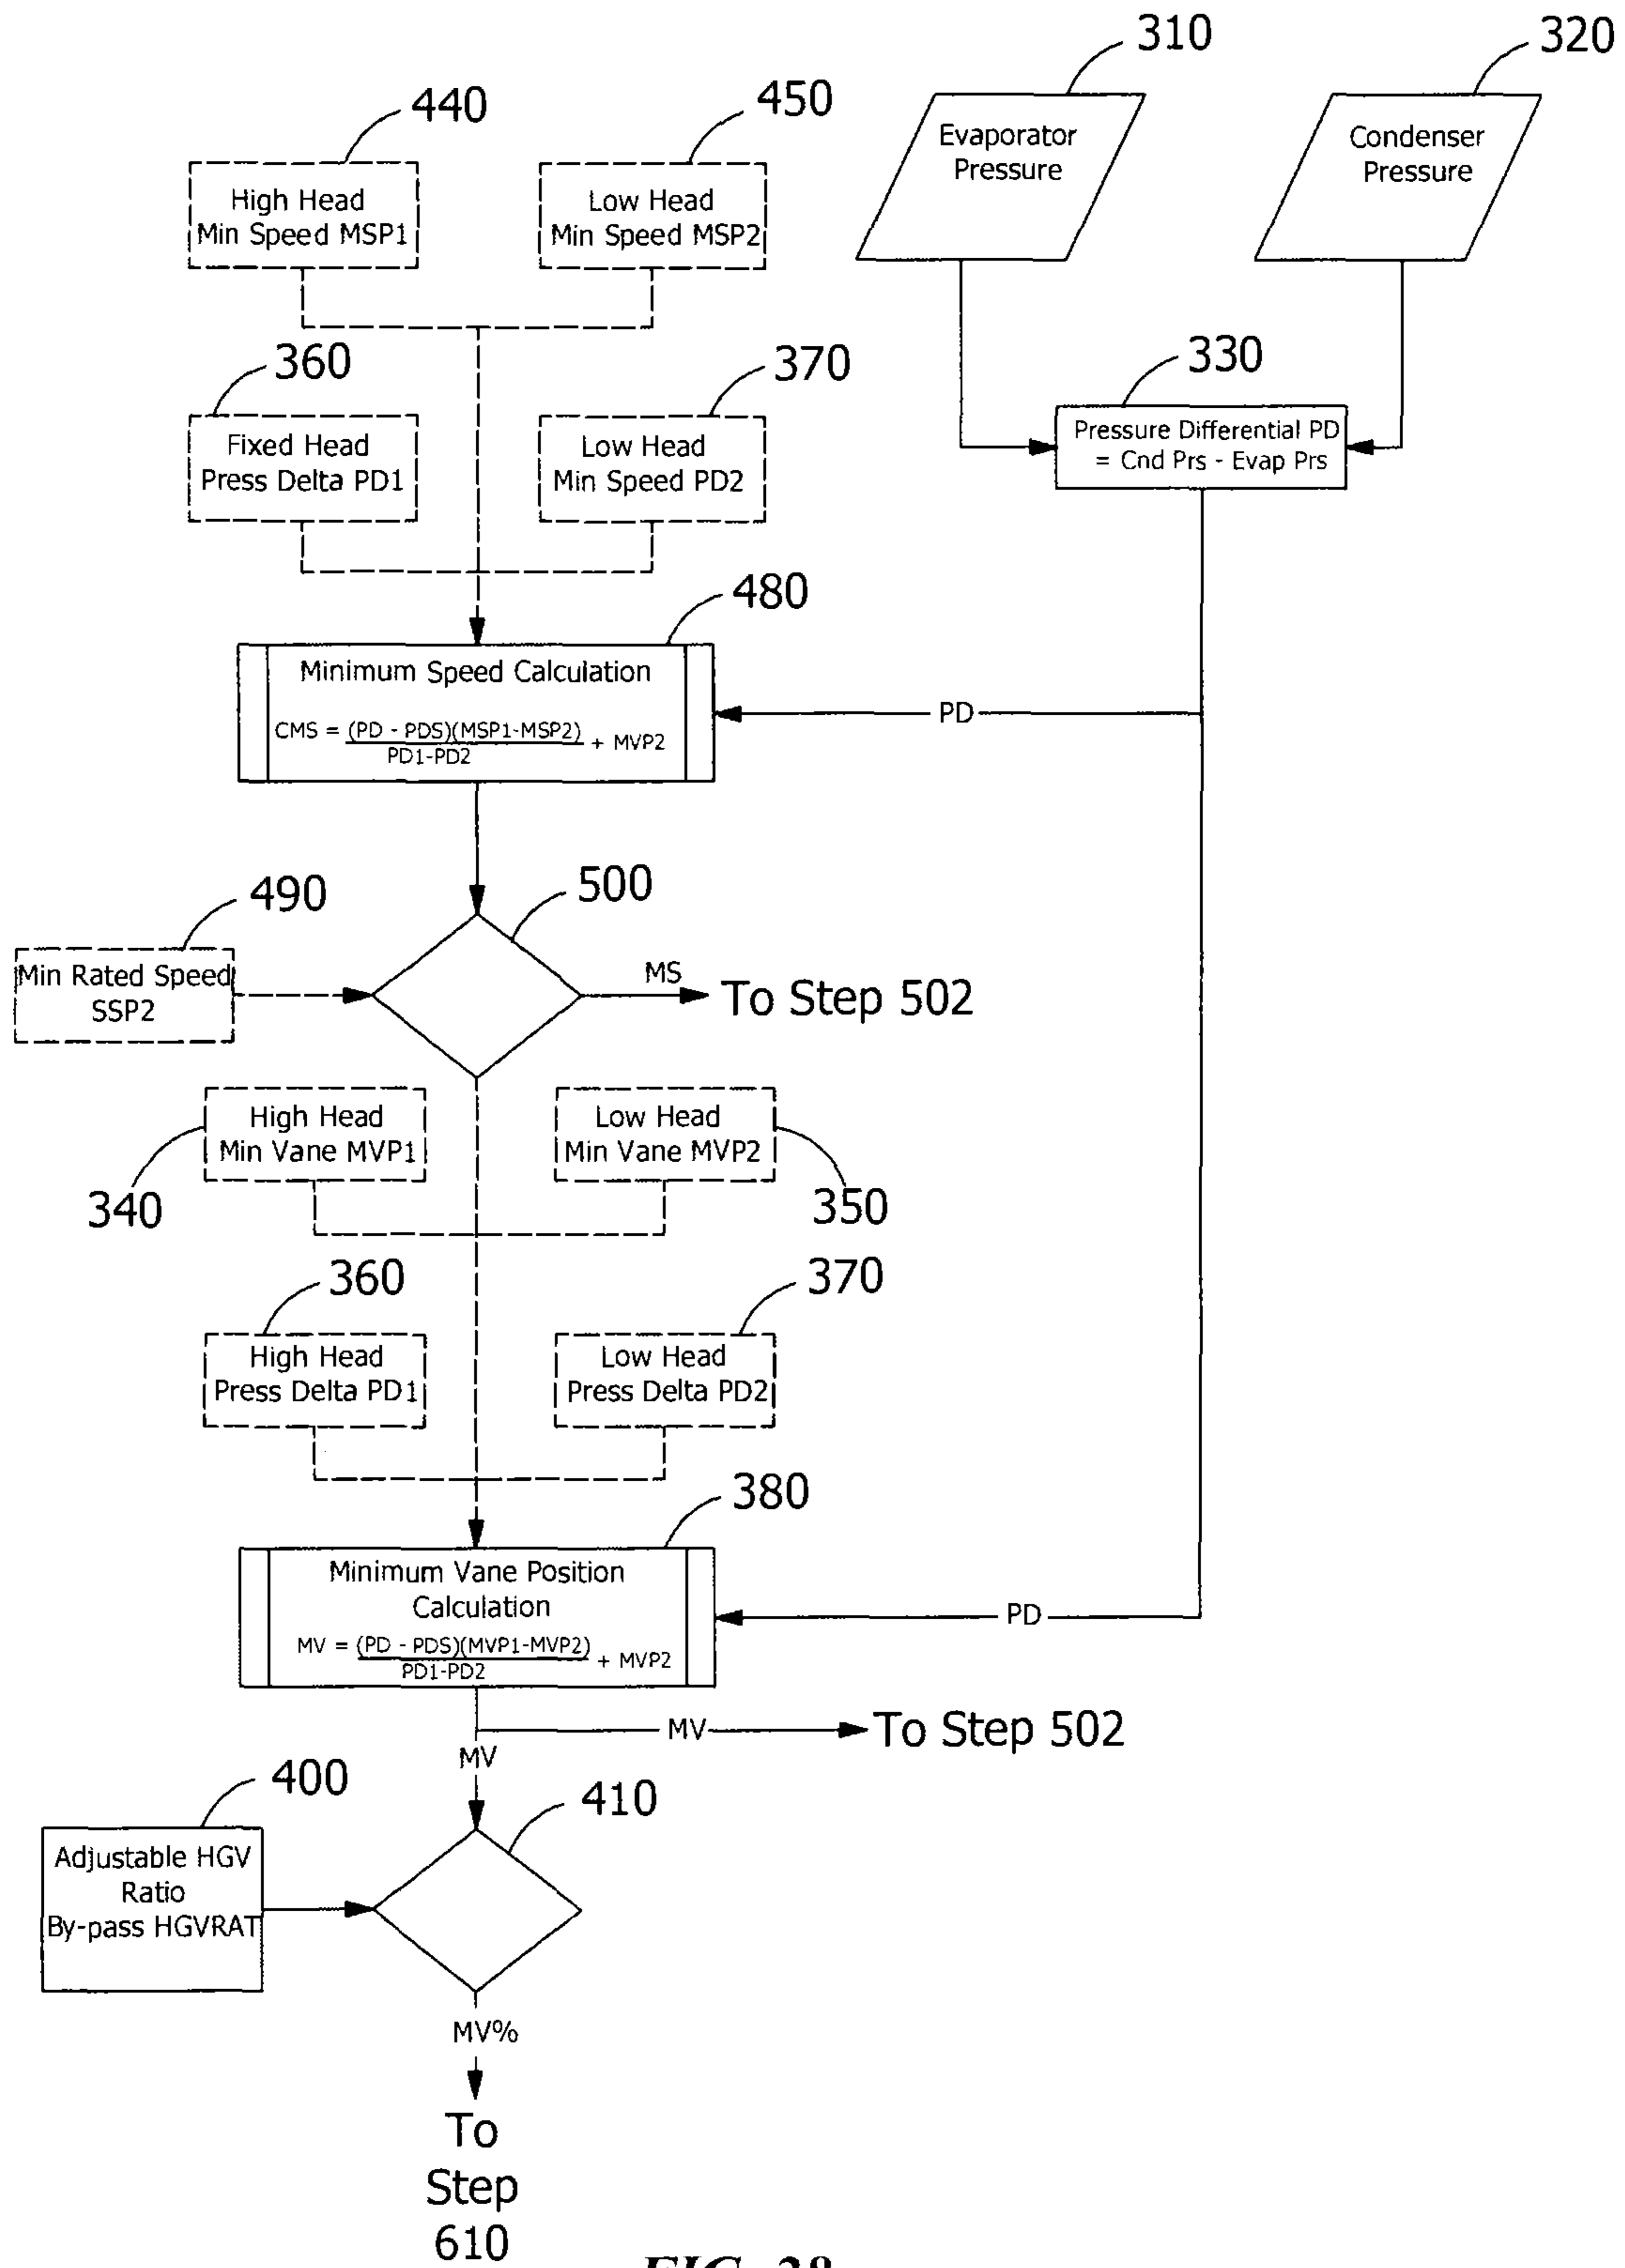 310
320
440
450
Evaporator
Pressure
Condenser
Pressure
High Head
Min Speed MSP1
Low Head
Min Speed MSP2
360
370
330
Fixed Head
Press Delta PD1
Low Head
Min Speed PD2
Pressure Differential PD
= Cnd Prs - Evap Prs
480
Minimum Speed Calculation
CMS = (PD - PDS)(MSP1-MSP2) + MVP2
PD1-PD2
PD
490
500
Min Rated Speed
SSP2
MS
To Step 502
High Head
Min Vane MVP1
Low Head
Min Vane MVP2
340
350
360
370
High Head
Press Delta PD1
Low Head
Press Delta PD2
380
Minimum Vane Position
Calculation
MV = (PD - PDS)(MVP1-MVP2) + MVP2
PD1-PD2
PD
MV
To Step 502
MV
400
410
Adjustable HGV
Ratio
By-pass HGVRAT
MV%
To
Step
610